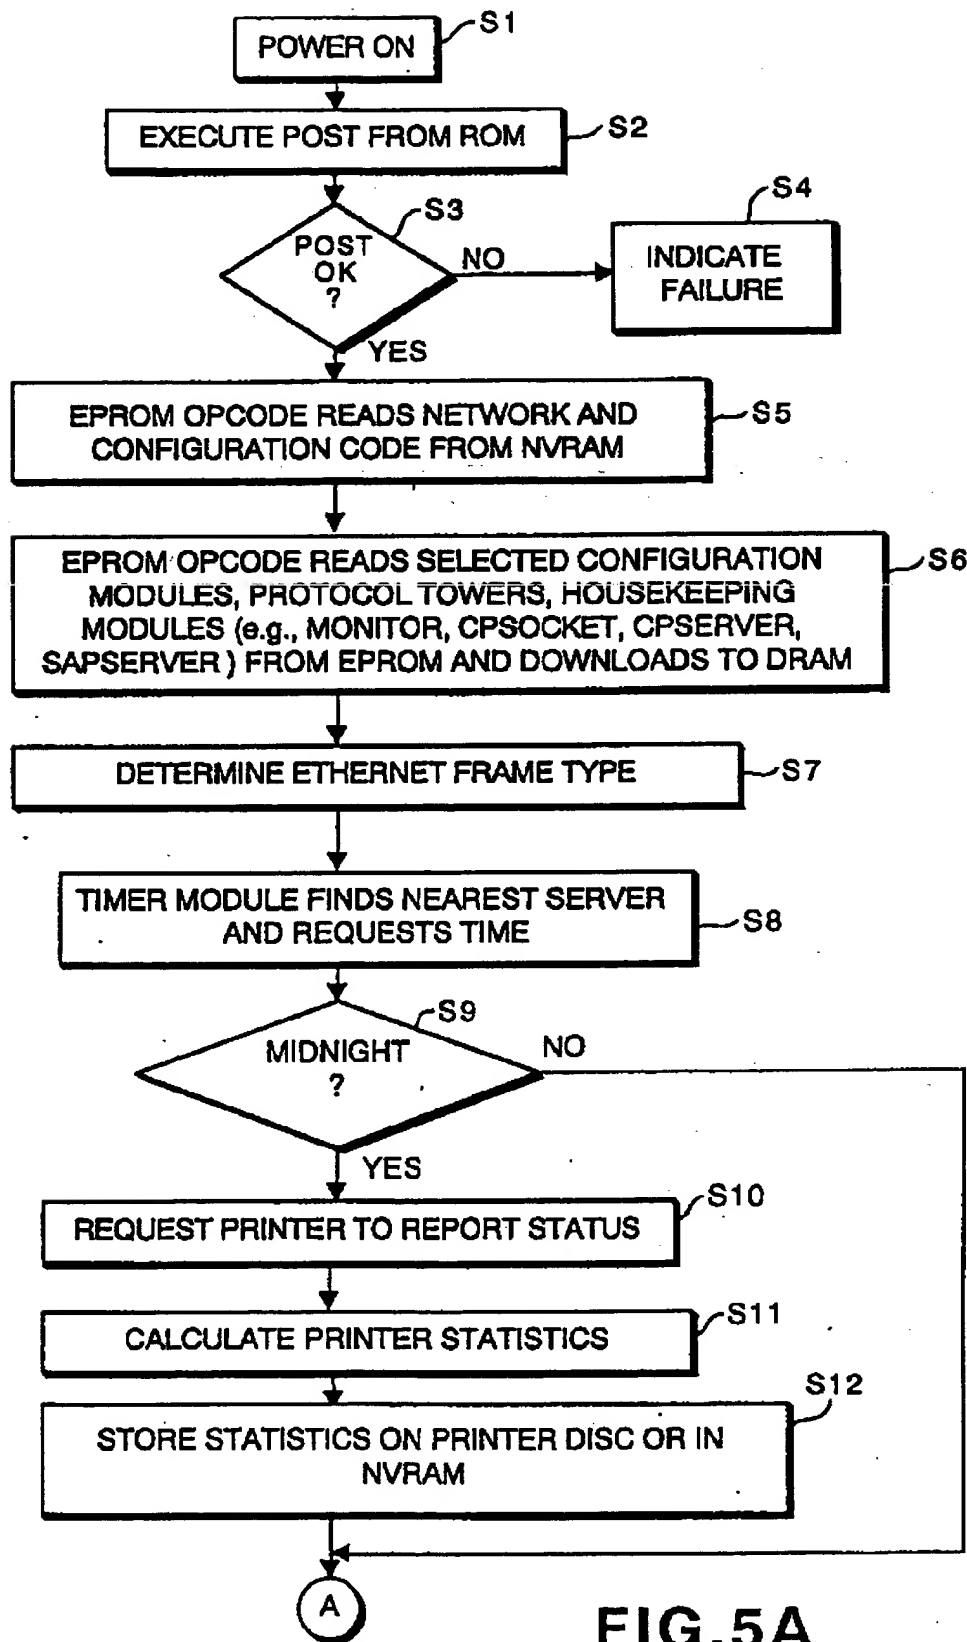 POWER ON
S1
EXECUTE POST FROM ROM
S2
S3
POST
OK
?
NO
S4
INDICATE
FAILURE
YES
EPROM OPCODE READS NETWORK AND
CONFIGURATION CODE FROM NVRAM
S5
EPROM OPCODE READS SELECTED CONFIGURATION
MODULES, PROTOCOL TOWERS, HOUSEKEEPING
MODULES (e.g., MONITOR, CPSOCKET, CPSERVER,
SAPSERVER ) FROM EPROM AND DOWNLOADS TO DRAM
S6
DETERMINE ETHERNET FRAME TYPE
S7
TIMER MODULE FINDS NEAREST SERVER
AND REQUESTS TIME
S8
S9
MIDNIGHT
?
NO
YES
REQUEST PRINTER TO REPORT STATUS
S10
CALCULATE PRINTER STATISTICS
S11
S12
STORE STATISTICS ON PRINTER DISC OR IN
NVRAM
A
FIG.5A